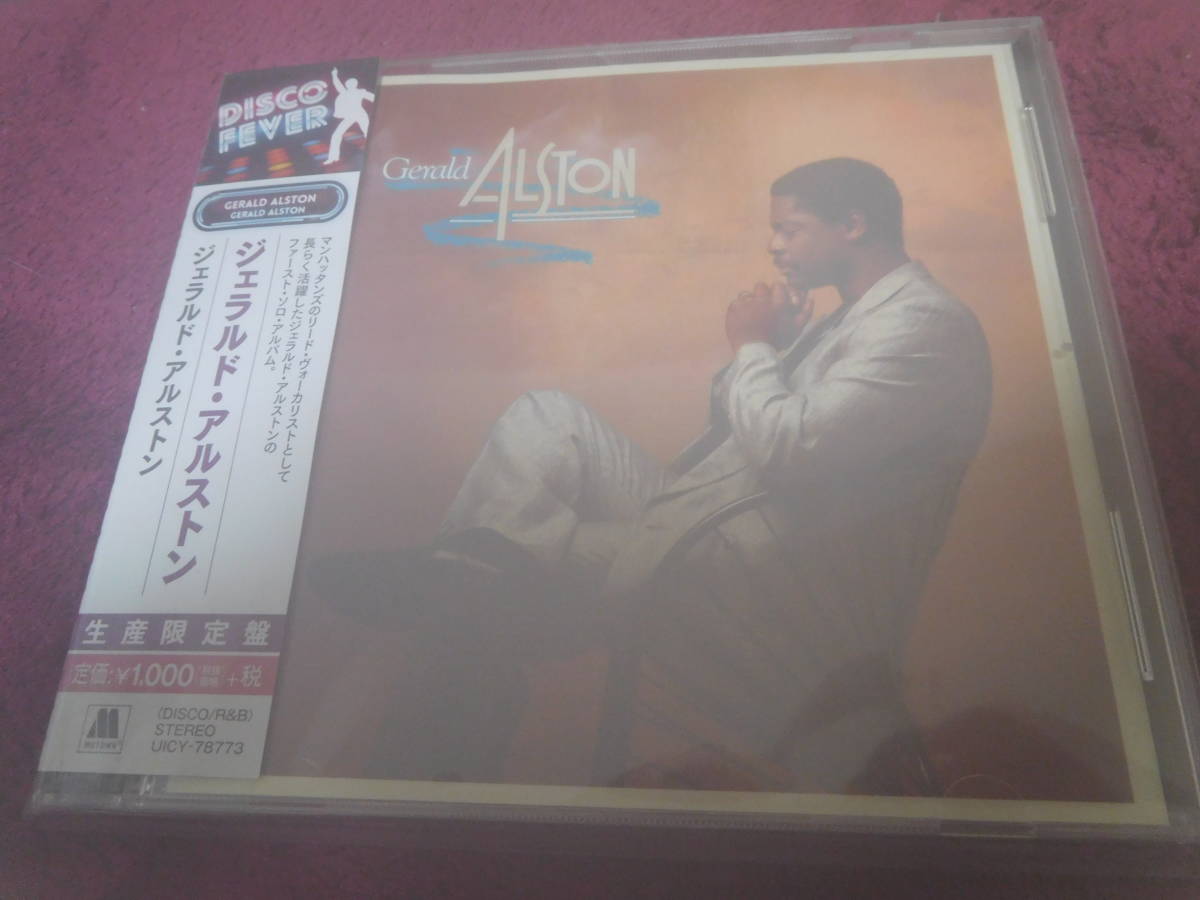 DISCO
FEVER
GERALD ALSTON
GERALD ALSTON
マンハッタンズのリード・ヴォーカリストとして
長らく活躍したジェラルド・アルストンの
ファースト・ソロ・アルバム。
ジェラルド・アルストン
ジェラルド・アルストン
生産限定盤
定価:¥1,000 +税
MOTOWN
(DISCO/R&B)
STEREO
UICY-78773
Gerald ALSTON